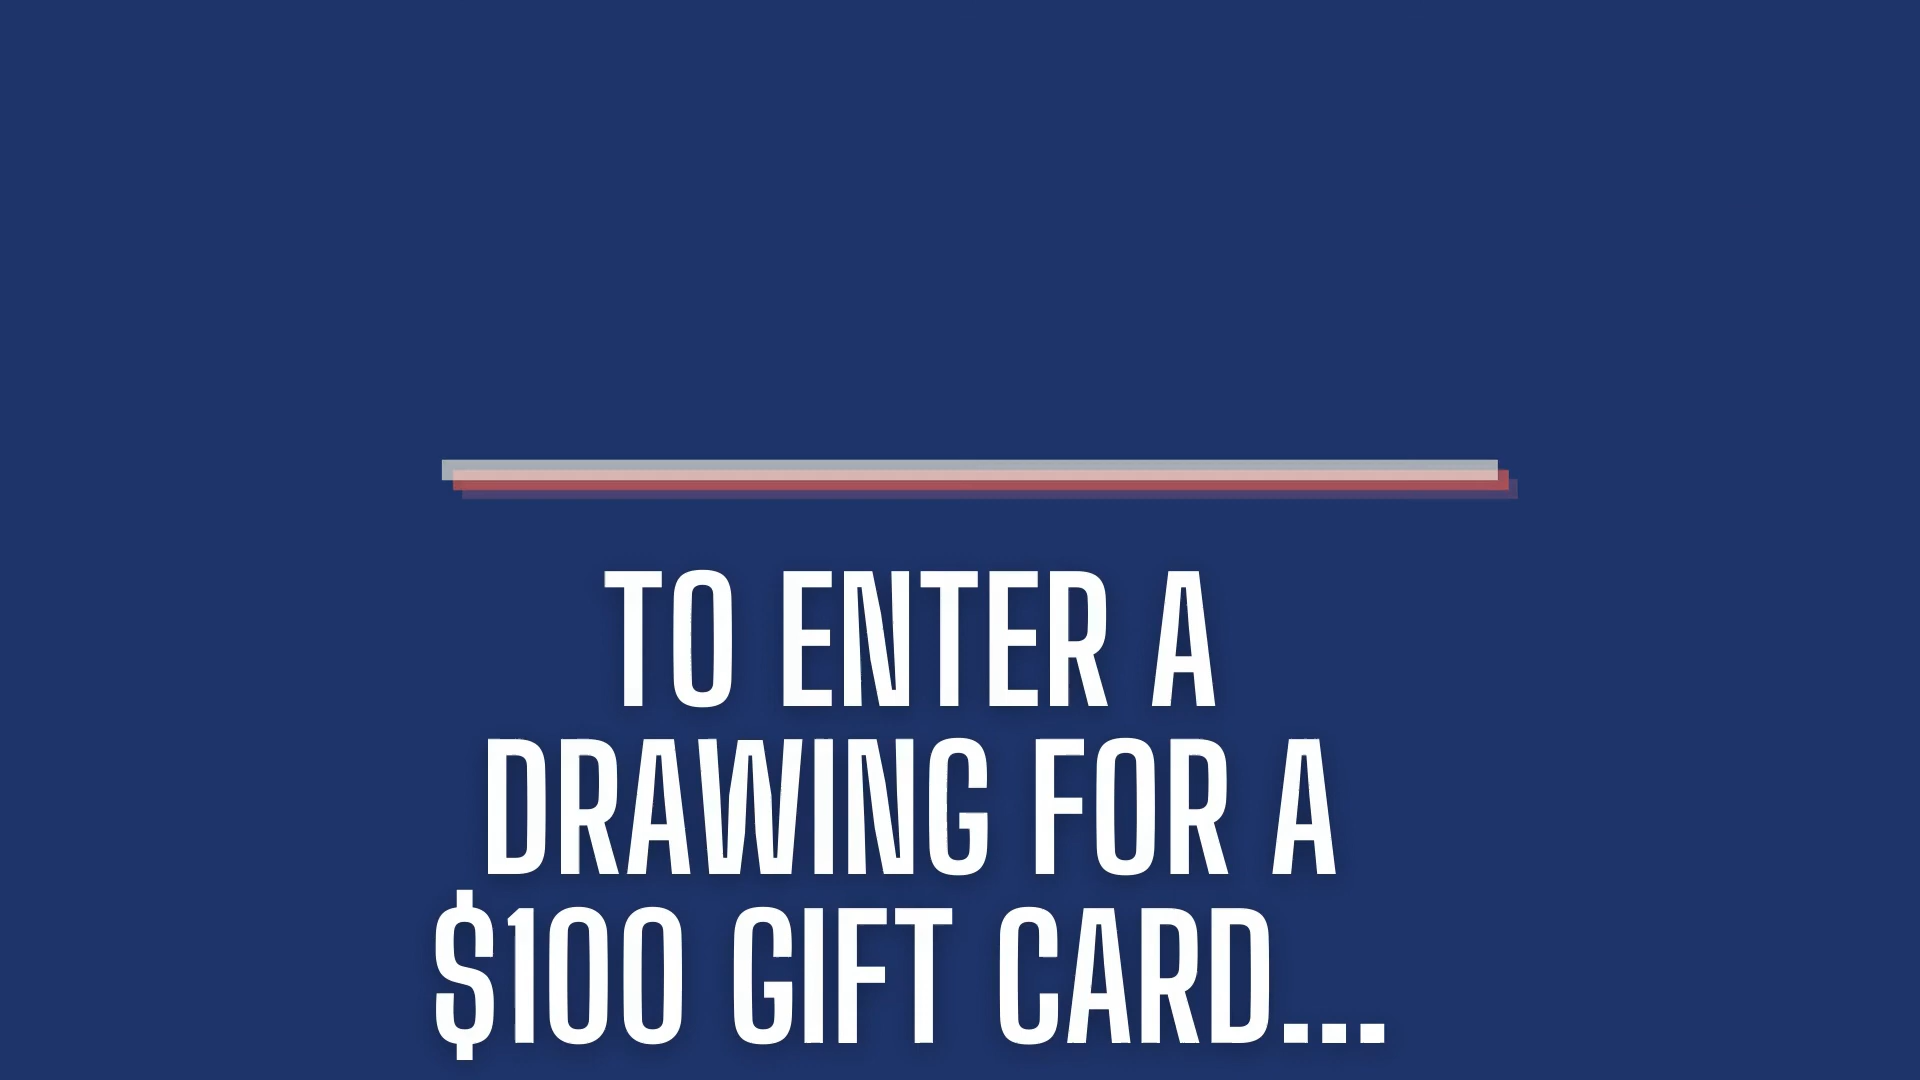 TO ENTER A
DRAWING FOR A
$100 GIFT CARD...